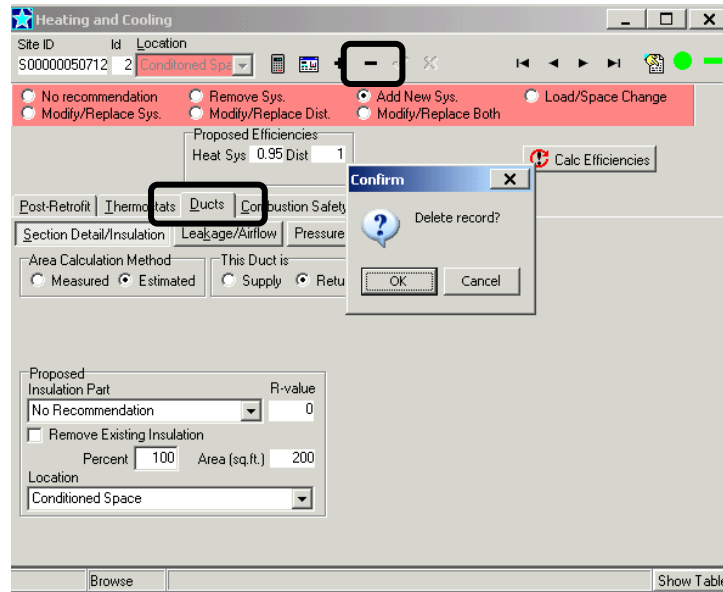 Heating and Cooling
Site ID Id Location
S00000050712 2 Conditoned Spa
No recommendation Remove Sys. Add New Sys. Load/Space Change
Modify/Replace Sys. Modify/Replace Dist. Modify/Replace Both
Proposed Efficiencies
Heat Sys 0.95 Dist 1
Calc Efficiencies
Confirm
Delete record?
OK Cancel
Post-Retrofit Thermostats Ducts Combustion Safety
Section Detail/Insulation Leakage/Airflow Pressure
Area Calculation Method This Duct is
Measured Estimated Supply Retu
Proposed
Insulation Part R-value
No Recommendation 0
Remove Existing Insulation
Percent 100 Area (sq.ft.) 200
Location
Conditioned Space
Browse Show Table